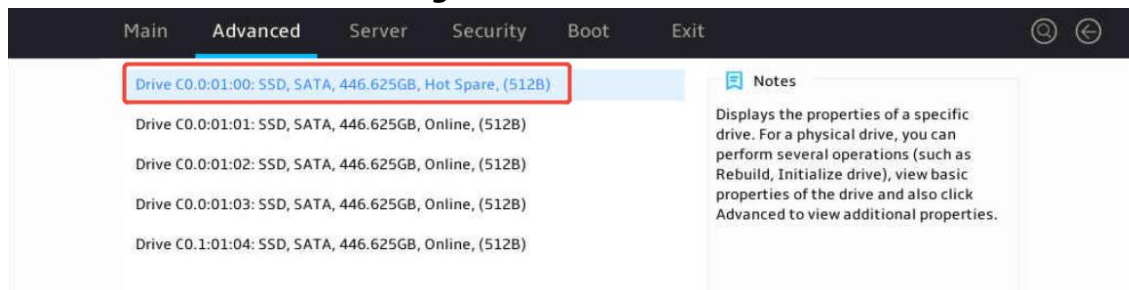 Main Advanced Server Security Boot Exit
Drive C0.0:01:00: SSD, SATA, 446.625GB, Hot Spare, (512B)
Drive C0.0:01:01: SSD, SATA, 446.625GB, Online, (512B)
Drive C0.0:01:02: SSD, SATA, 446.625GB, Online, (512B)
Drive C0.0:01:03: SSD, SATA, 446.625GB, Online, (512B)
Drive C0.1:01:04: SSD, SATA, 446.625GB, Online, (512B)
Notes
Displays the properties of a specific
drive. For a physical drive, you can
perform several operations (such as
Rebuild, Initialize drive), view basic
properties of the drive and also click
Advanced to view additional properties.